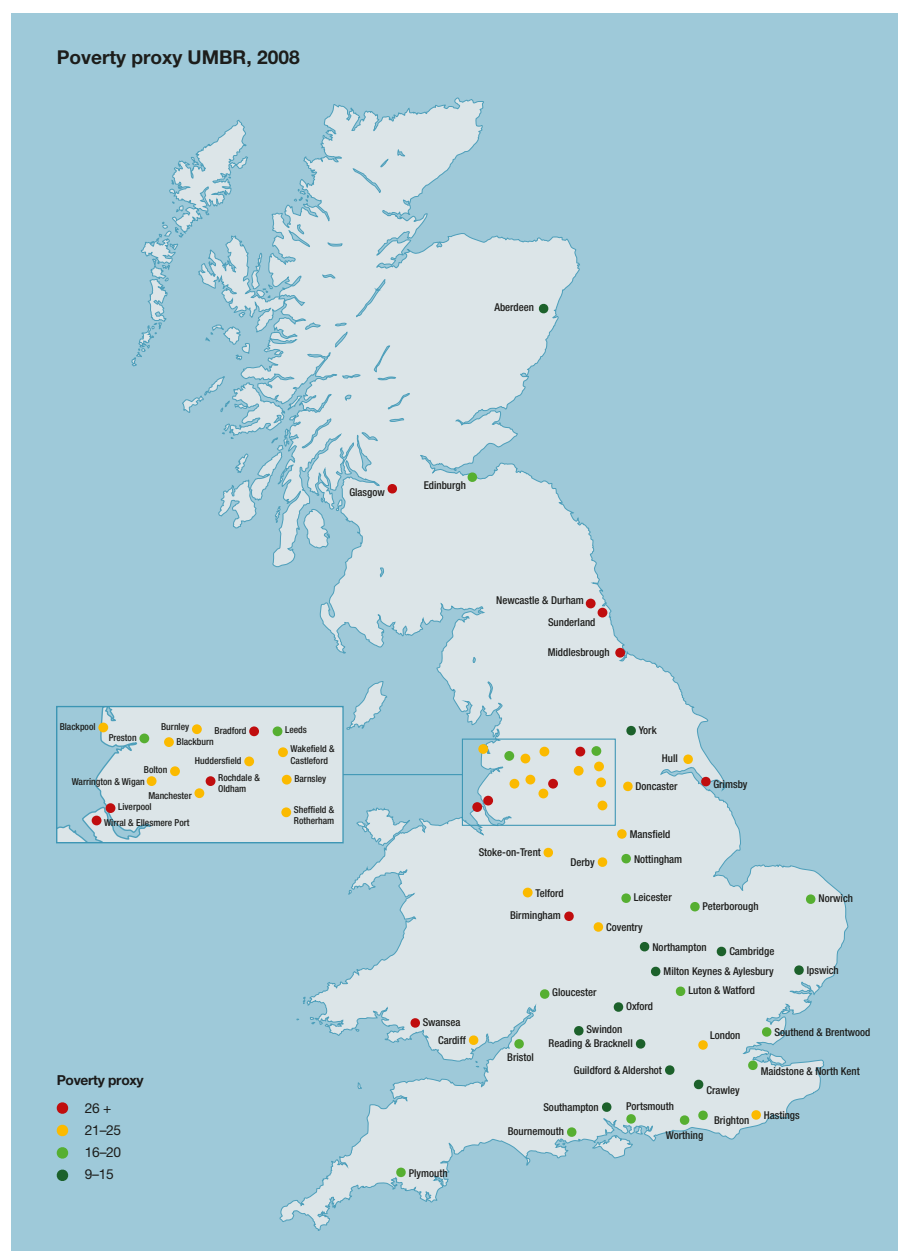 Poverty proxy UMBR, 2008
Aberdeen
Edinburgh
Glasgow
Newcastle & Durham
Sunderland
Middlesbrough
York
Hull
Grimsby
Doncaster
Blackpool
Preston
Burnley
Blackburn
Bradford
Leeds
Huddersfield
Wakefield &
Castleford
Bolton
Warrington & Wigan
Manchester
Rochdale &
Oldham
Barnsley
Liverpool
Wirral & Ellesmere Port
Sheffield &
Rotherham
Mansfield
Stoke-on-Trent
Derby
Nottingham
Telford
Leicester
Peterborough
Norwich
Birmingham
Coventry
Northampton
Cambridge
Milton Keynes & Aylesbury
Ipswich
Gloucester
Luton & Watford
Oxford
Swansea
Cardiff
Swindon
Reading & Bracknell
Bristol
London
Southend & Brentwood
Guildford & Aldershot
Maidstone & North Kent
Crawley
Southampton
Portsmouth
Bournemouth
Worthing
Brighton
Hastings
Plymouth
Poverty proxy
26 +
21–25
16–20
9–15